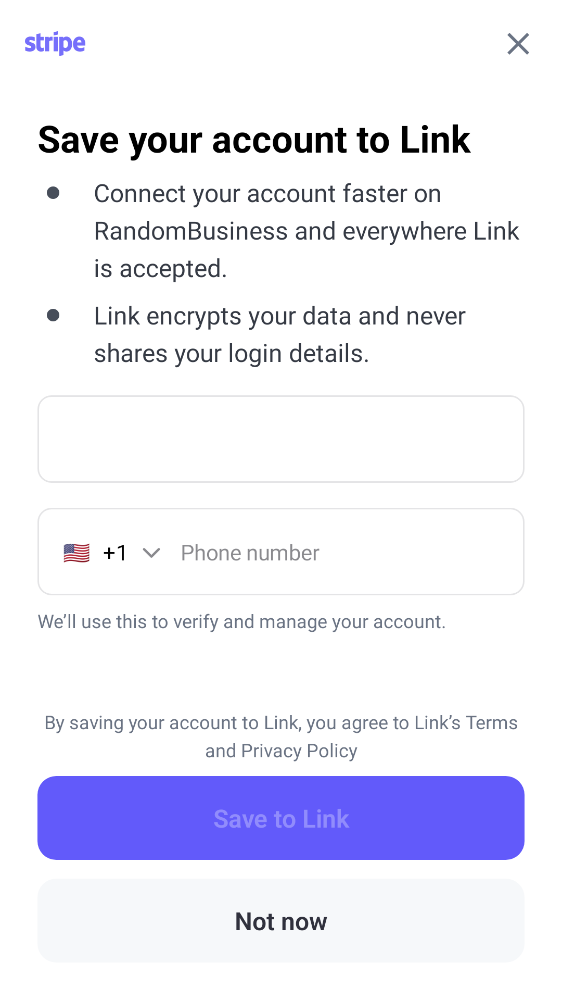 stripe
Save your account to Link
Connect your account faster on
RandomBusiness and everywhere Link
is accepted.
Link encrypts your data and never
shares your login details.
+1 Phone number
We’ll use this to verify and manage your account.
By saving your account to Link, you agree to Link’s Terms
and Privacy Policy
Save to Link
Not now